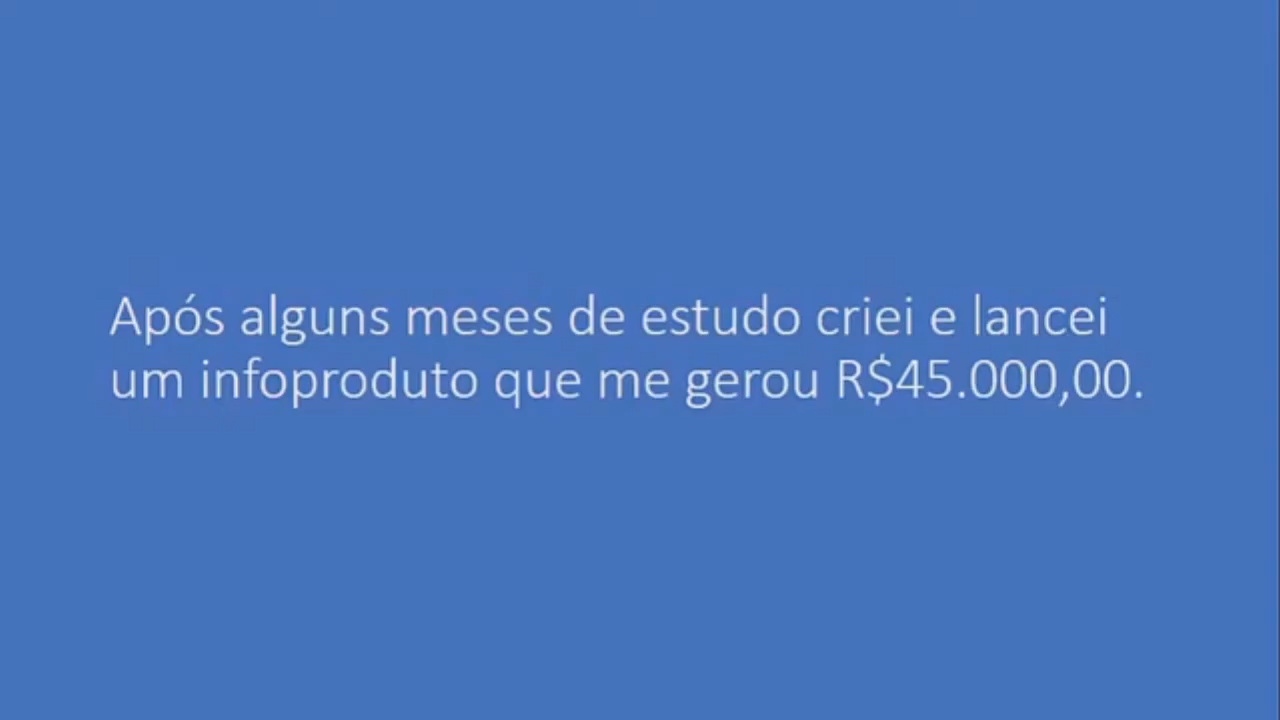 Após alguns meses de estudo criei e lancei
um infoproduto que me gerou R$45.000,00.